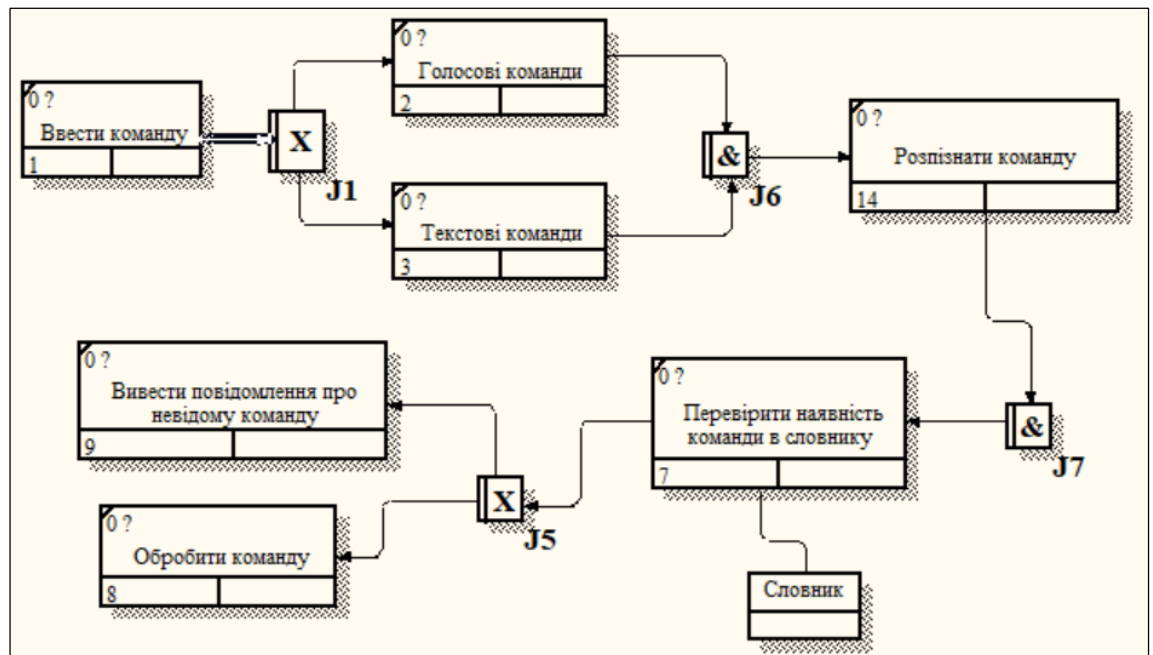 0 ?
Ввести команду
1
X
J1
0 ?
Голосові команди
2
0 ?
Текстові команди
3
&
J6
0 ?
Розпізнати команду
14
&
J7
0 ?
Перевірити наявність
команди в словнику
7
Словник
X
J5
0 ?
Вивести повідомлення про
невідому команду
9
0 ?
Обробити команду
8